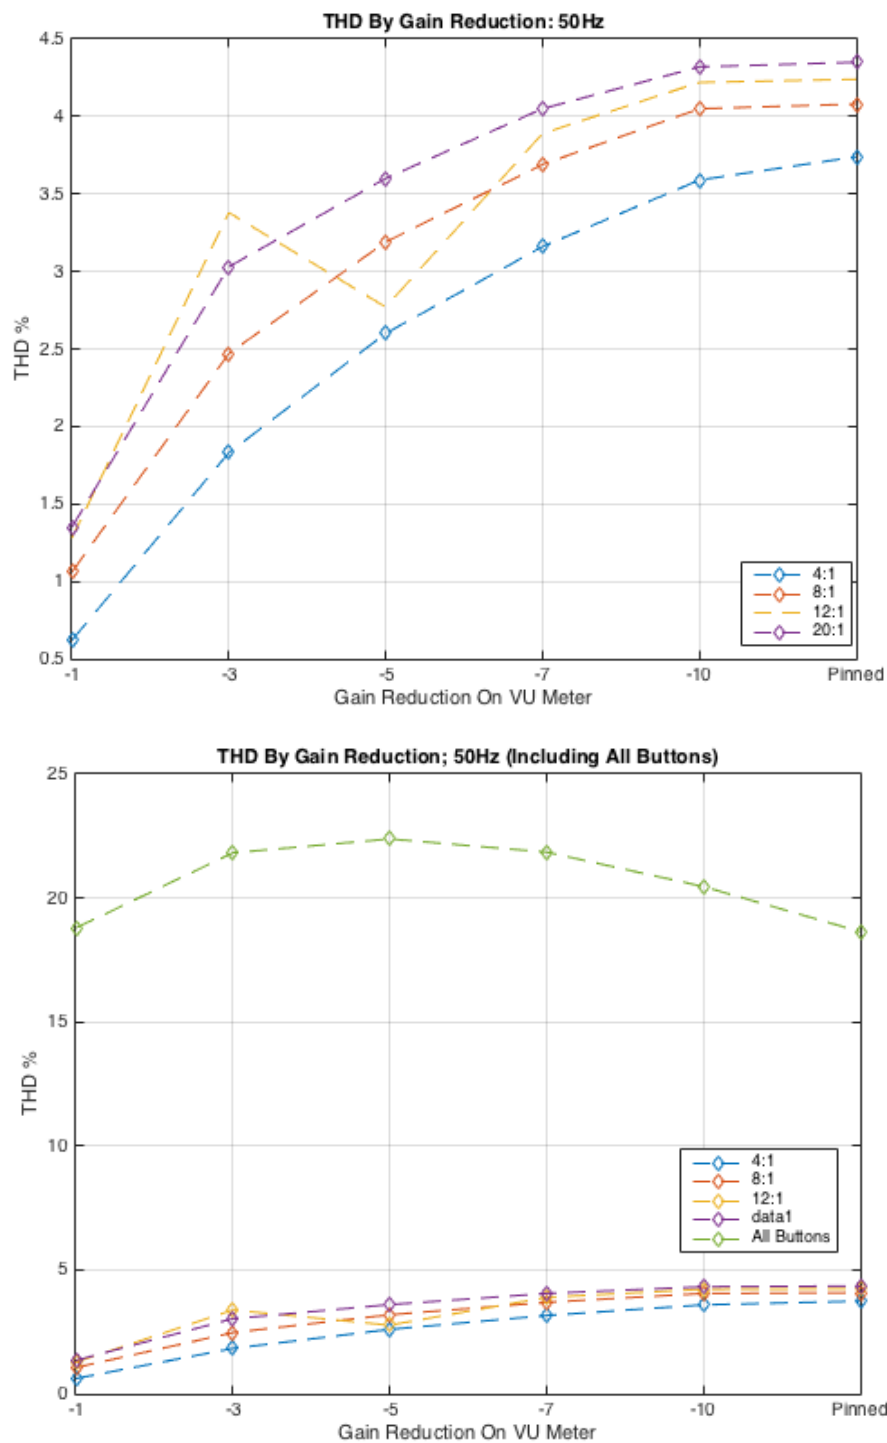 THD By Gain Reduction: 50Hz
4.5
4
3.5
3
2.5
2
1.5
1
0.5
THD %
4:1
8:1
12:1
20:1
-1 -3 -5 -7 -10 Pinned
Gain Reduction On VU Meter
THD By Gain Reduction; 50Hz (Including All Buttons)
25
20
15
10
5
0
THD %
4:1
8:1
12:1
data1
All Buttons
-1 -3 -5 -7 -10 Pinned
Gain Reduction On VU Meter